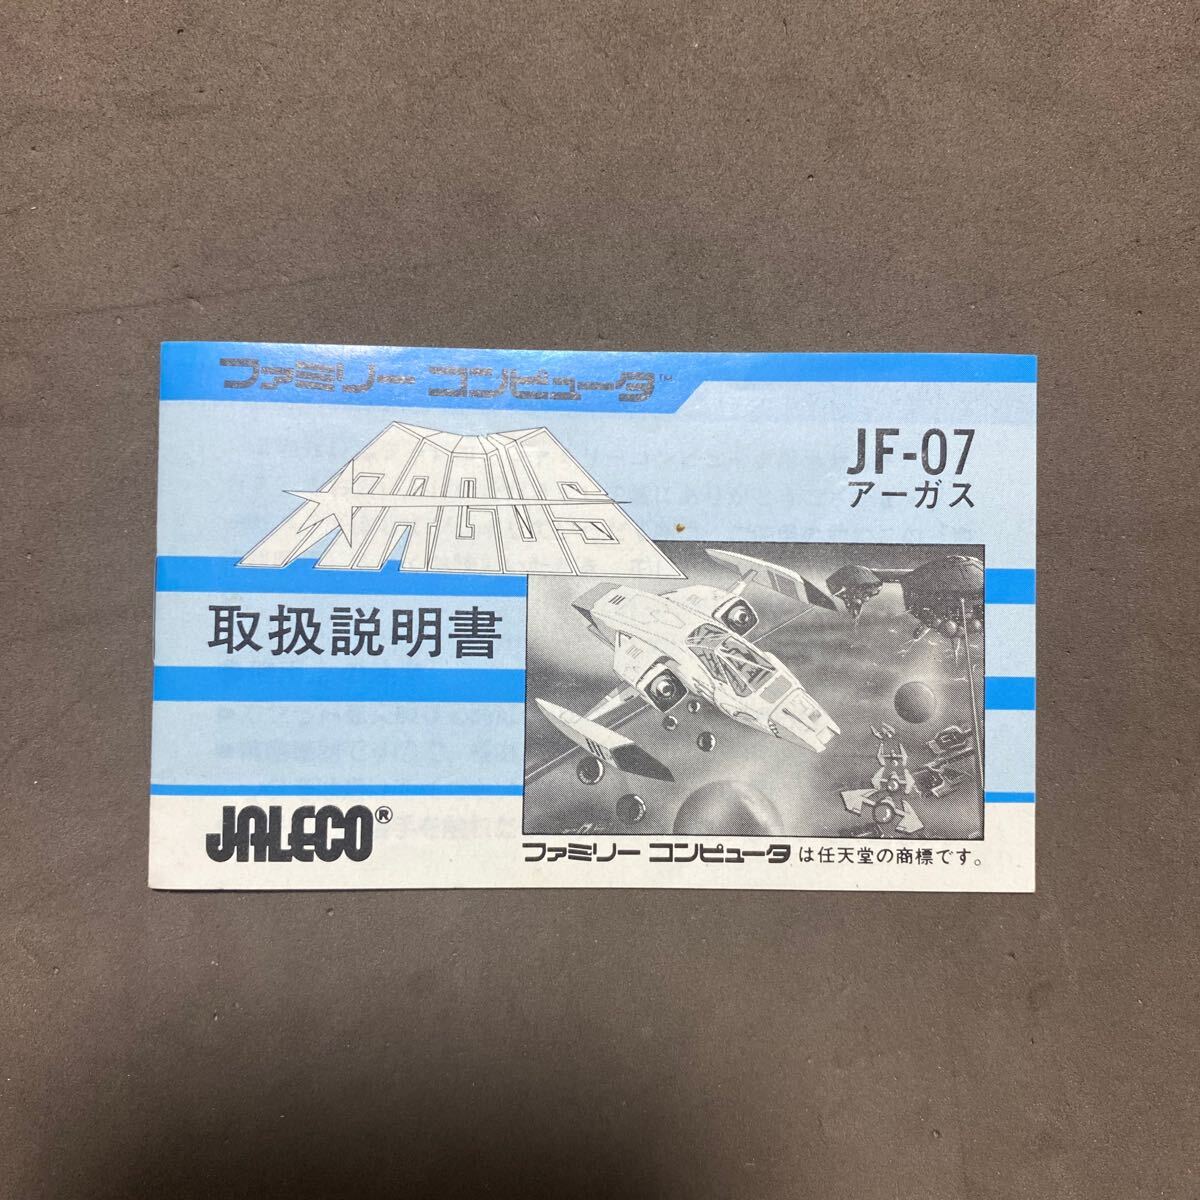 ファミリー コンピュータ™
ARGUS
JF-07
アーガス
取扱説明書
JALECO®
ファミリー コンピュータは任天堂の商標です。